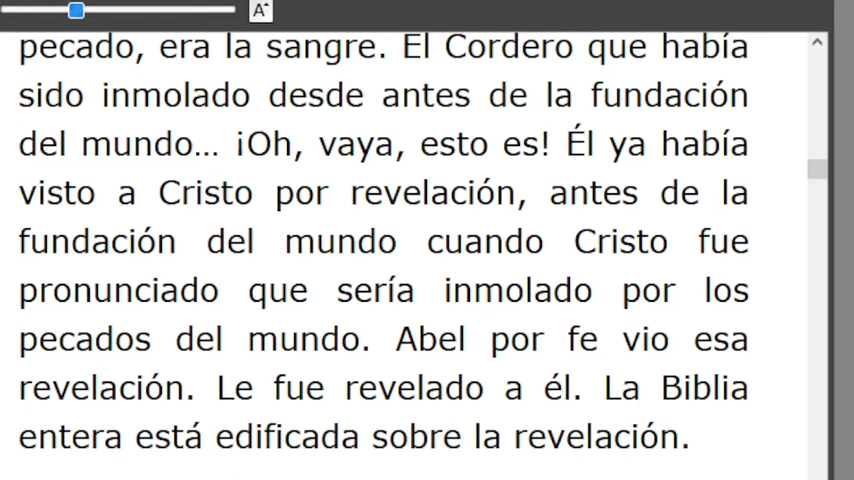 A
pecado, era la sangre. El Cordero que había
sido inmolado desde antes de la fundación
del mundo... ¡Oh, vaya, esto es! Él ya había
visto a Cristo por revelación, antes de la
fundación del mundo cuando Cristo fue
pronunciado que sería inmolado por los
pecados del mundo. Abel por fe vio esa
revelación. Le fue revelado a él. La Biblia
entera está edificada sobre la revelación.